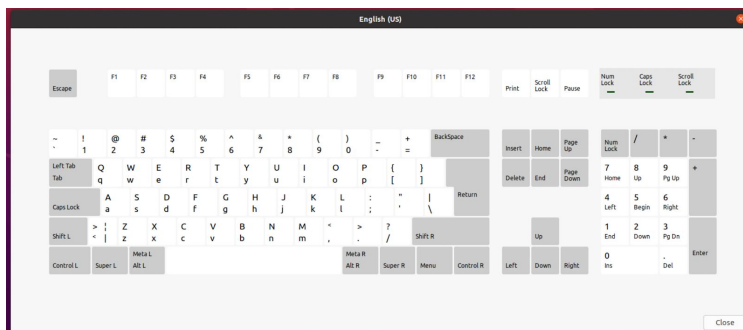 English (US)
Escape F1 F2 F3 F4 F5 F6 F7 F8 F9 F10 F11 F12 Print Scroll Lock Pause Num Lock Caps Lock Scroll Lock
~ ! @ # $ % ^ & * ( ) _ + BackSpace
` 1 2 3 4 5 6 7 8 9 0 - =
Insert Home Page Up Num Lock / * -
Left Tab Q W E R T Y U I O P { }
Tab q w e r t y u i o p [ ]
Delete End Page Down 7 8 9 +
Home Up Pg Up
Caps Lock A S D F G H J K L : " | Return
a s d f g h j k l ; ' \
4 5 6
Left Begin Right
Shift L > ¦ Z X C V B N M < > ? Shift R
< | z x c v b n m , . /
Up 1 2 3
End Down Pg Dn
Control L Super L Meta L Alt L Meta R Alt R Super R Menu Control R
Left Down Right 0 . Enter
Ins Del
Close